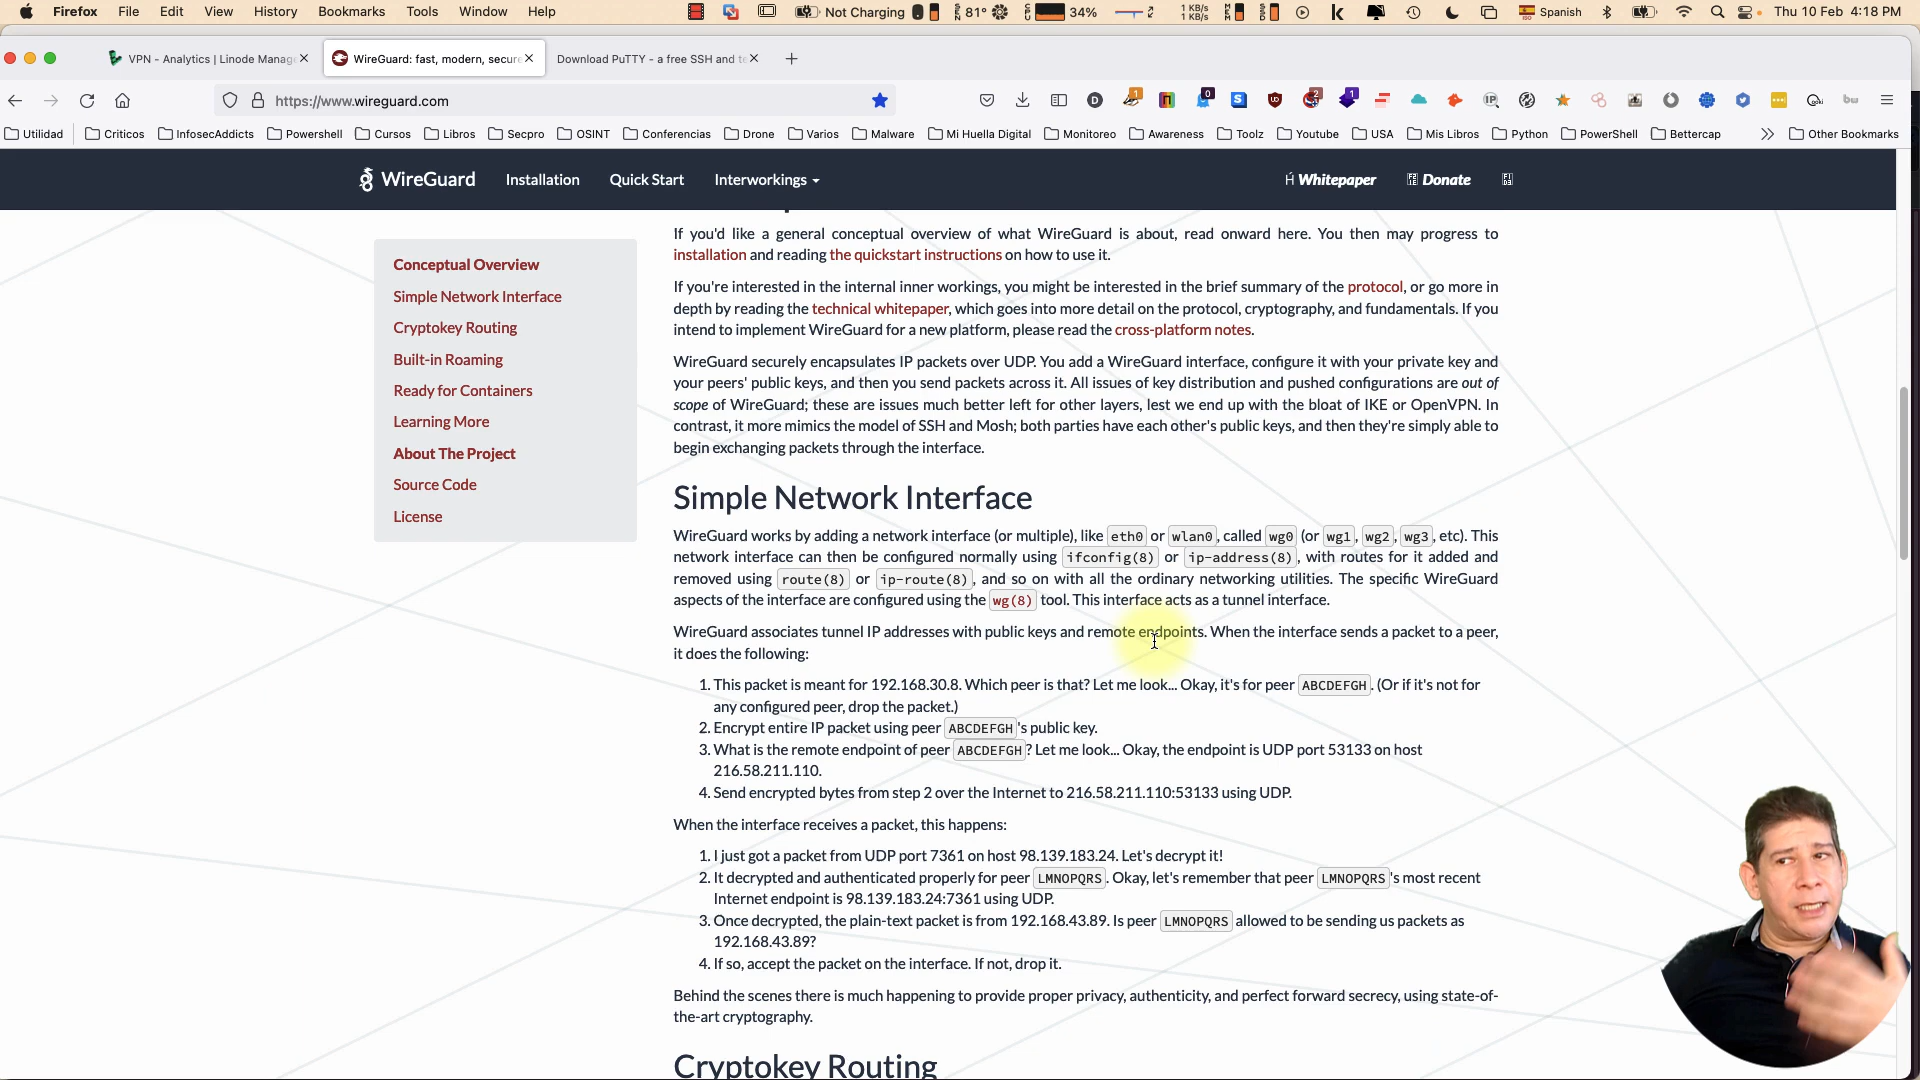 Firefox File Edit View History Bookmarks Tools Window Help Not Charging 81° 34% 1 KB/s 1 KB/s Spanish Thu 10 Feb 4:18 PM
VPN - Analytics | Linode Manage WireGuard: fast, modern, secure Download PuTTY - a free SSH and te
https://www.wireguard.com
Utilidad Criticos InfosecAddicts Powershell Cursos Libros Secpro OSINT Conferencias Drone Varios Malware Mi Huella Digital Monitoreo Awareness Toolz Youtube USA Mis Libros Python PowerShell Bettercap Other Bookmarks
WireGuard Installation Quick Start Interworkings Whitepaper Donate
Conceptual Overview
Simple Network Interface
Cryptokey Routing
Built-in Roaming
Ready for Containers
Learning More
About The Project
Source Code
License
If you'd like a general conceptual overview of what WireGuard is about, read onward here. You then may progress to
installation and reading the quickstart instructions on how to use it.
If you're interested in the internal inner workings, you might be interested in the brief summary of the protocol, or go more in
depth by reading the technical whitepaper, which goes into more detail on the protocol, cryptography, and fundamentals. If you
intend to implement WireGuard for a new platform, please read the cross-platform notes.
WireGuard securely encapsulates IP packets over UDP. You add a WireGuard interface, configure it with your private key and
your peers' public keys, and then you send packets across it. All issues of key distribution and pushed configurations are out of
scope of WireGuard; these are issues much better left for other layers, lest we end up with the bloat of IKE or OpenVPN. In
contrast, it more mimics the model of SSH and Mosh; both parties have each other's public keys, and then they're simply able to
begin exchanging packets through the interface.
Simple Network Interface
WireGuard works by adding a network interface (or multiple), like eth0 or wlan0, called wg0 (or wg1, wg2, wg3, etc). This
network interface can then be configured normally using ifconfig(8) or ip-address(8), with routes for it added and
removed using route(8) or ip-route(8), and so on with all the ordinary networking utilities. The specific WireGuard
aspects of the interface are configured using the wg(8) tool. This interface acts as a tunnel interface.
WireGuard associates tunnel IP addresses with public keys and remote endpoints. When the interface sends a packet to a peer,
it does the following:
1. This packet is meant for 192.168.30.8. Which peer is that? Let me look... Okay, it's for peer ABCDEFGH. (Or if it's not for
any configured peer, drop the packet.)
2. Encrypt entire IP packet using peer ABCDEFGH's public key.
3. What is the remote endpoint of peer ABCDEFGH? Let me look... Okay, the endpoint is UDP port 53133 on host
216.58.211.110.
4. Send encrypted bytes from step 2 over the Internet to 216.58.211.110:53133 using UDP.
When the interface receives a packet, this happens:
1. I just got a packet from UDP port 7361 on host 98.139.183.24. Let's decrypt it!
2. It decrypted and authenticated properly for peer LMNOPQRS. Okay, let's remember that peer LMNOPQRS's most recent
Internet endpoint is 98.139.183.24:7361 using UDP.
3. Once decrypted, the plain-text packet is from 192.168.43.89. Is peer LMNOPQRS allowed to be sending us packets as
192.168.43.89?
4. If so, accept the packet on the interface. If not, drop it.
Behind the scenes there is much happening to provide proper privacy, authenticity, and perfect forward secrecy, using state-of-
the-art cryptography.
Cryptokey Routing